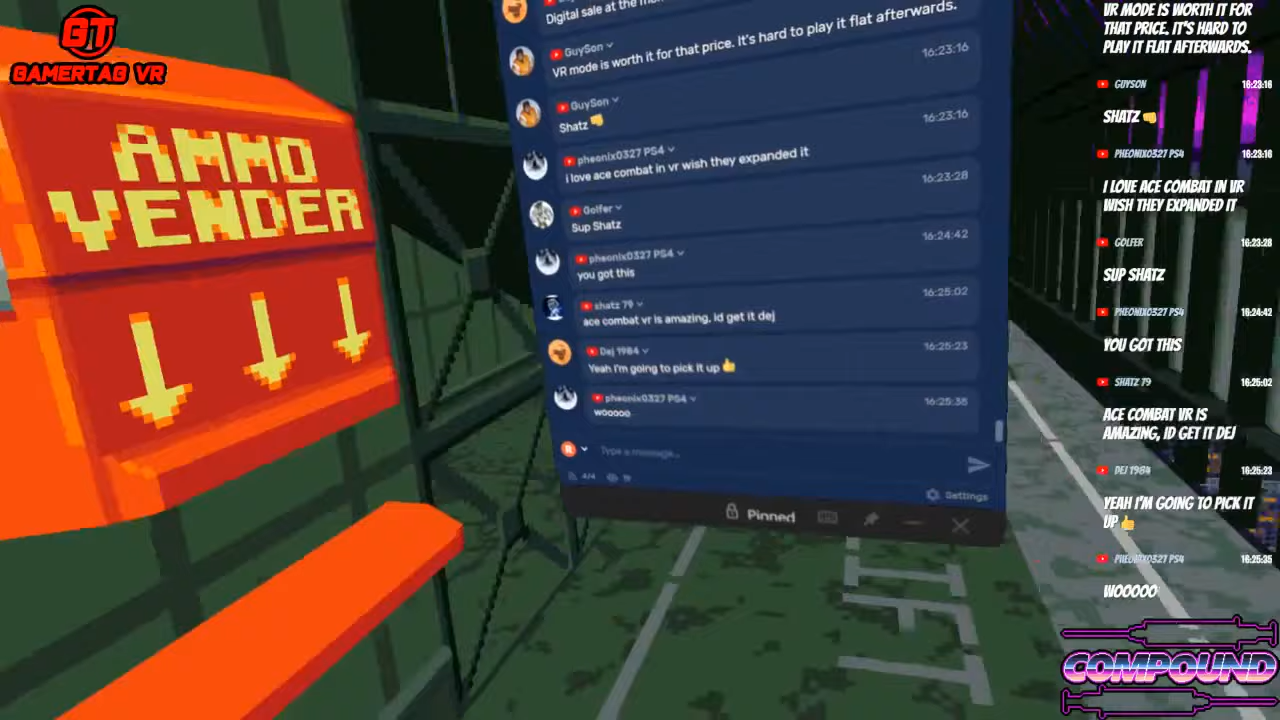 GT
GAMERTAG VR
AMMO
VENDER
Digital sale at the
GuySon
VR mode is worth it for that price. It's hard to play it flat afterwards.
16:23:16
GuySon
Shatz 👊
16:23:16
pheonix0327 PS4
i love ace combat in vr wish they expanded it
16:23:28
Golfer
Sup Shatz
16:24:42
pheonix0327 PS4
you got this
16:25:02
shatz 79
ace combat vr is amazing, id get it dej
16:25:23
Dej 1984
Yeah I'm going to pick it up 👍
16:25:35
pheonix0327 PS4
wooooo
R
Type a message...
4/4
Settings
Pinned
VR MODE IS WORTH IT FOR
THAT PRICE. IT'S HARD TO
PLAY IT FLAT AFTERWARDS.
GUYSON 16:23:16
SHATZ 👊
PHEONIX0327 PS4 16:23:16
I LOVE ACE COMBAT IN VR
WISH THEY EXPANDED IT
GOLFER 16:23:28
SUP SHATZ
PHEONIX0327 PS4 16:24:42
YOU GOT THIS
SHATZ 79 16:25:02
ACE COMBAT VR IS
AMAZING, ID GET IT DEJ
DEJ 1984 16:25:23
YEAH I'M GOING TO PICK IT
UP 👍
PHEONIX0327 PS4 16:25:35
WOOOOO
COMPOUND